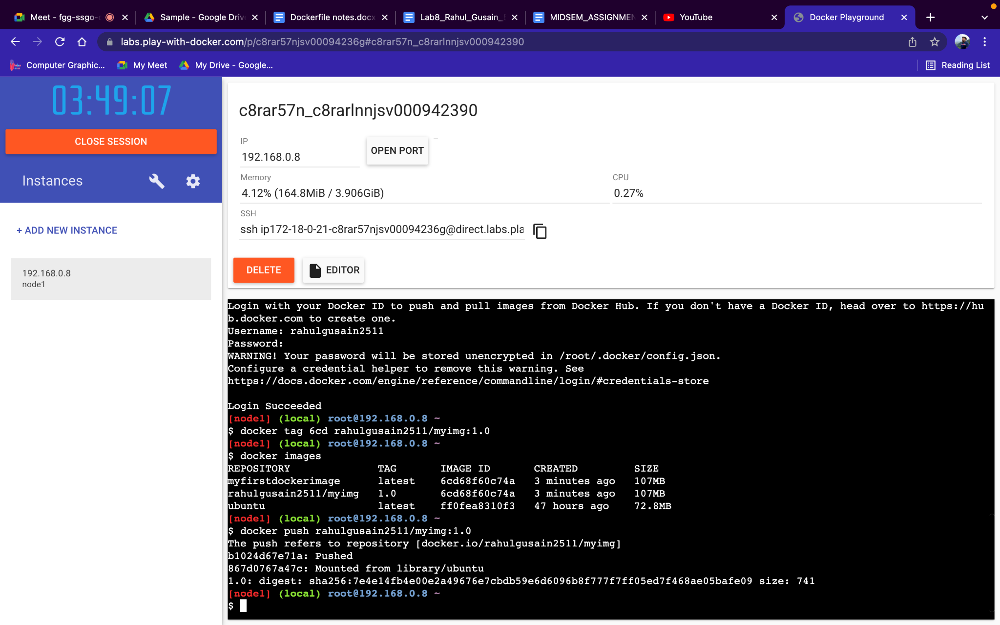 Meet - fgg-ssgo-
Sample - Google Driv
Dockerfile notes.docx
Lab8_Rahul_Gusain_
MIDSEM_ASSIGNMEN
YouTube
Docker Playground
labs.play-with-docker.com/p/c8rar57njsv00094236g#c8rar57n_c8rarlnnjsv000942390
Computer Graphic...
My Meet
My Drive - Google...
Reading List
03:49:07
CLOSE SESSION
Instances
+ ADD NEW INSTANCE
192.168.0.8
node1
c8rar57n_c8rarlnnjsv000942390
IP
192.168.0.8
OPEN PORT
Memory
4.12% (164.8MiB / 3.906GiB)
CPU
0.27%
SSH
ssh ip172-18-0-21-c8rar57njsv00094236g@direct.labs.pla
DELETE
EDITOR
Login with your Docker ID to push and pull images from Docker Hub. If you don't have a Docker ID, head over to https://hu
b.docker.com to create one.
Username: rahulgusain2511
Password:
WARNING! Your password will be stored unencrypted in /root/.docker/config.json.
Configure a credential helper to remove this warning. See
https://docs.docker.com/engine/reference/commandline/login/#credentials-store
Login Succeeded
[node1] (local) root@192.168.0.8 ~
$ docker tag 6cd rahulgusain2511/myimg:1.0
[node1] (local) root@192.168.0.8 ~
$ docker images
REPOSITORY TAG IMAGE ID CREATED SIZE
myfirstdockerimage latest 6cd68f60c74a 3 minutes ago 107MB
rahulgusain2511/myimg 1.0 6cd68f60c74a 3 minutes ago 107MB
ubuntu latest ff0fea8310f3 47 hours ago 72.8MB
[node1] (local) root@192.168.0.8 ~
$ docker push rahulgusain2511/myimg:1.0
The push refers to repository [docker.io/rahulgusain2511/myimg]
b1024d67e71a: Pushed
867d0767a47c: Mounted from library/ubuntu
1.0: digest: sha256:7e4e14fb4e00e2a49676e7cbdb59e6d6096b8f777f7ff05ed7f468ae05bafe09 size: 741
[node1] (local) root@192.168.0.8 ~
$